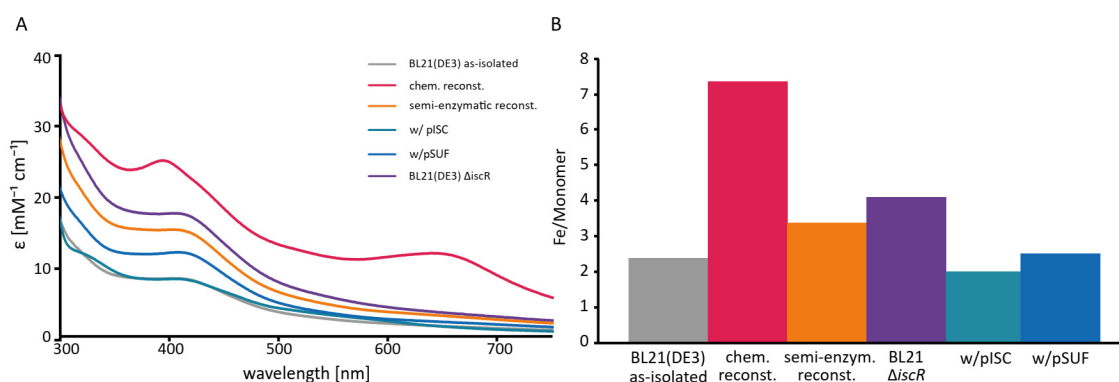 A
ε [mM⁻¹ cm⁻¹]
40
30
20
10
0
300
400
500
600
700
wavelength [nm]
BL21(DE3) as-isolated
chem. reconst.
semi-enzymatic reconst.
w/ pISC
w/pSUF
BL21(DE3) ΔiscR
B
Fe/Monomer
8
7
6
5
4
3
2
1
0
BL21(DE3)
as-isolated
chem.
reconst.
semi-enzym.
reconst.
BL21
ΔiscR
w/pISC
w/pSUF